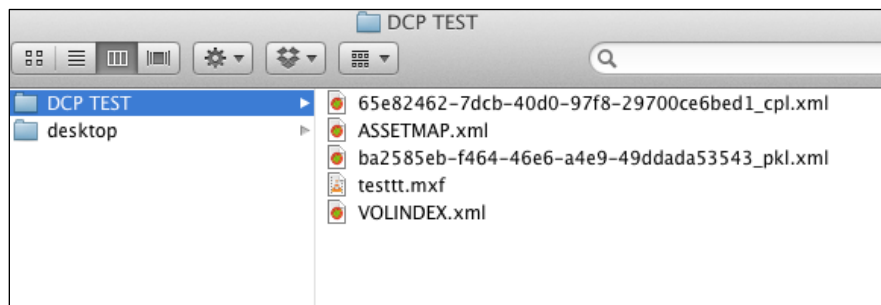 DCP TEST
DCP TEST
desktop
65e82462-7dcb-40d0-97f8-29700ce6bed1_cpl.xml
ASSETMAP.xml
ba2585eb-f464-46e6-a4e9-49ddada53543_pkl.xml
testtt.mxf
VOLINDEX.xml